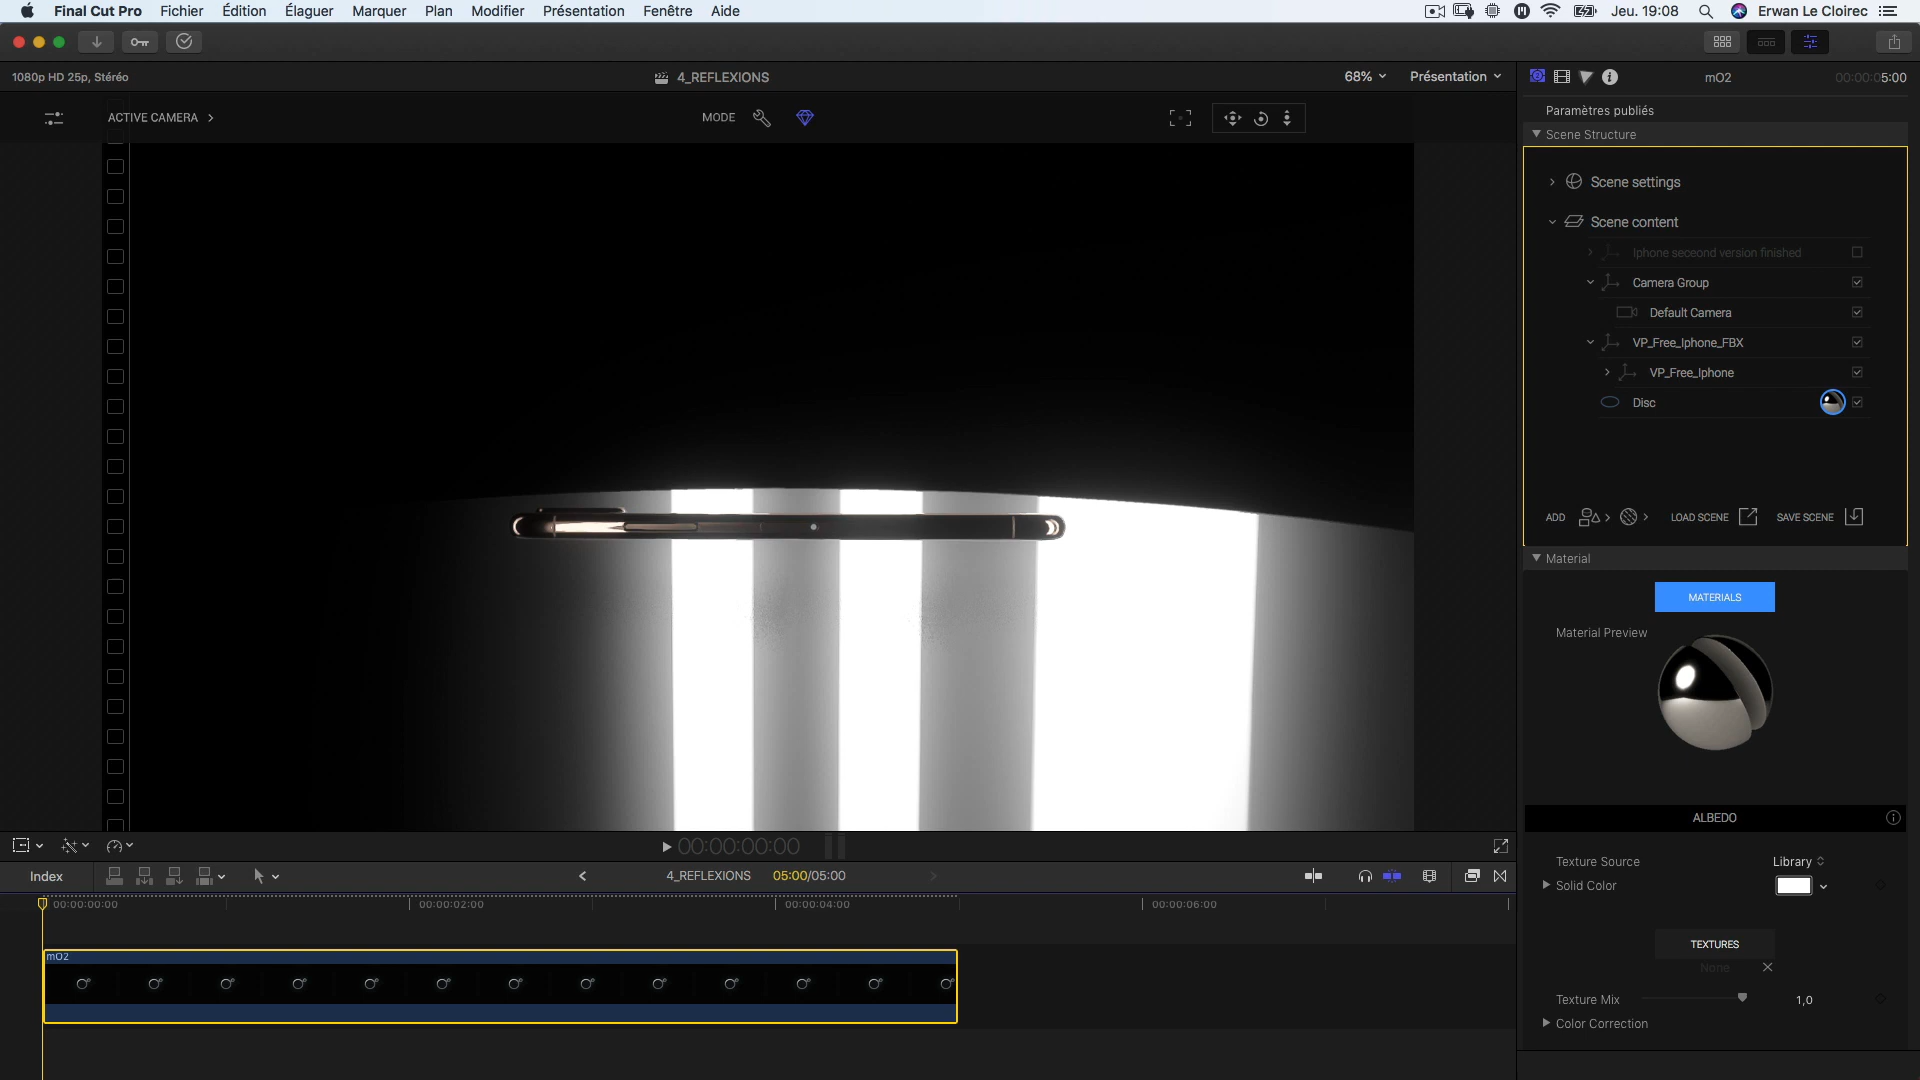 Final Cut Pro Fichier Édition Élaguer Marquer Plan Modifier Présentation Fenêtre Aide Jeu. 19:08 Erwan Le Cloirec
1080p HD 25p, Stéréo 4_REFLEXIONS 68% Présentation mO2 00:00:05:00
ACTIVE CAMERA MODE
Paramètres publiés
Scene Structure
Scene settings
Scene content
Iphone seceond version finished
Camera Group
Default Camera
VP_Free_Iphone_FBX
VP_Free_Iphone
Disc
ADD LOAD SCENE SAVE SCENE
Material
MATERIALS
Material Preview
ALBEDO
Texture Source Library
Solid Color
TEXTURES
None
Texture Mix 1,0
Color Correction
00:00:00:00
Index 4_REFLEXIONS 05:00/05:00
00:00:00:00 00:00:02:00 00:00:04:00 00:00:06:00
mO2